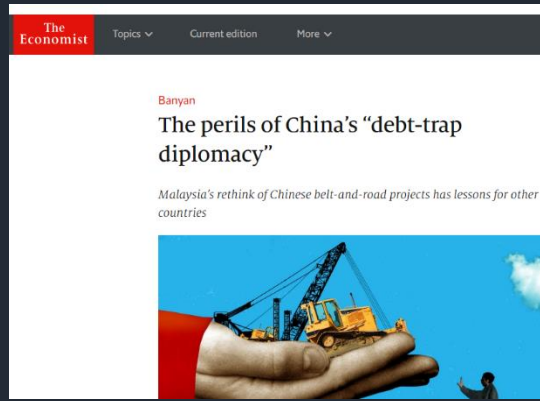 The
Economist
Topics
Current edition
More
Banyan
The perils of China's “debt-trap
diplomacy”
Malaysia's rethink of Chinese belt-and-road projects has lessons for other
countries